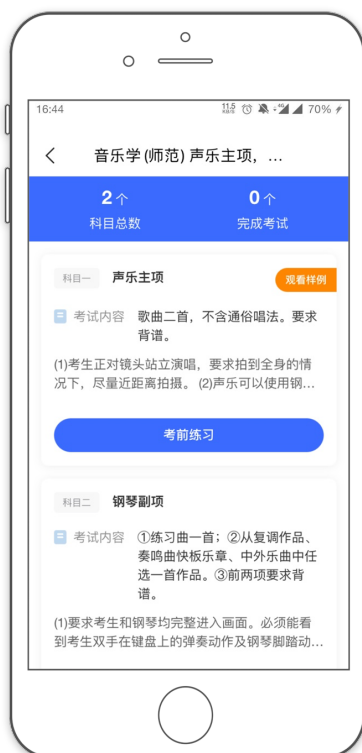 16:44
11.5 KB/S 4G 70%
音乐学(师范)声乐主项，...
2个
0个
科目总数
完成考试
科目一
声乐主项
观看样例
考试内容
歌曲二首，不含通俗唱法。要求
背谱。
(1)考生正对镜头站立演唱，要求拍到全身的情
况下，尽量近距离拍摄。(2)声乐可以使用钢...
考前练习
科目二
钢琴副项
考试内容
①练习曲一首；②从复调作品、
奏鸣曲快板乐章、中外乐曲中任
选一首作品。③前两项要求背
谱。
(1)要求考生和钢琴均完整进入画面。必须能看
到考生双手在键盘上的弹奏动作及钢琴脚踏动...